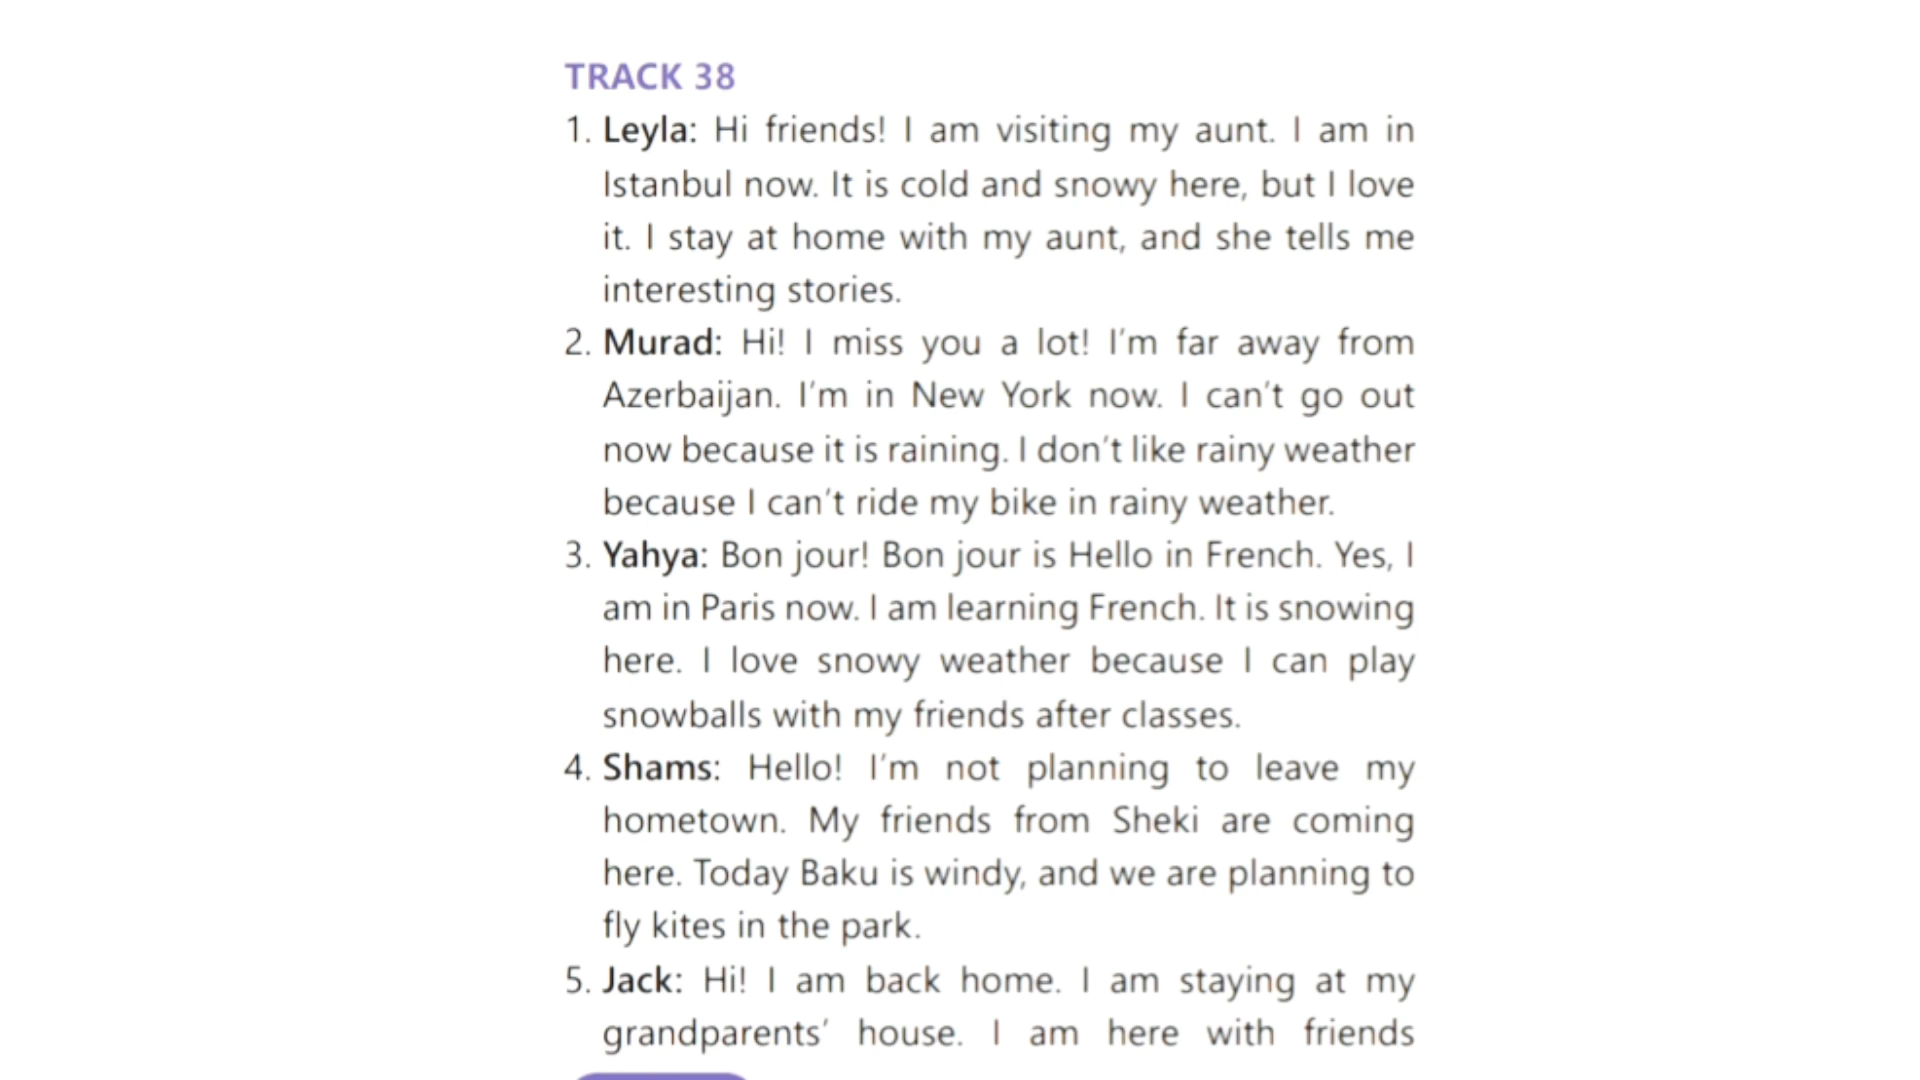 TRACK 38
1. Leyla: Hi friends! I am visiting my aunt. I am in
Istanbul now. It is cold and snowy here, but I love
it. I stay at home with my aunt, and she tells me
interesting stories.
2. Murad: Hi! I miss you a lot! I'm far away from
Azerbaijan. I'm in New York now. I can't go out
now because it is raining. I don't like rainy weather
because I can't ride my bike in rainy weather.
3. Yahya: Bon jour! Bon jour is Hello in French. Yes, I
am in Paris now. I am learning French. It is snowing
here. I love snowy weather because I can play
snowballs with my friends after classes.
4. Shams: Hello! I'm not planning to leave my
hometown. My friends from Sheki are coming
here. Today Baku is windy, and we are planning to
fly kites in the park.
5. Jack: Hi! I am back home. I am staying at my
grandparents' house. I am here with friends